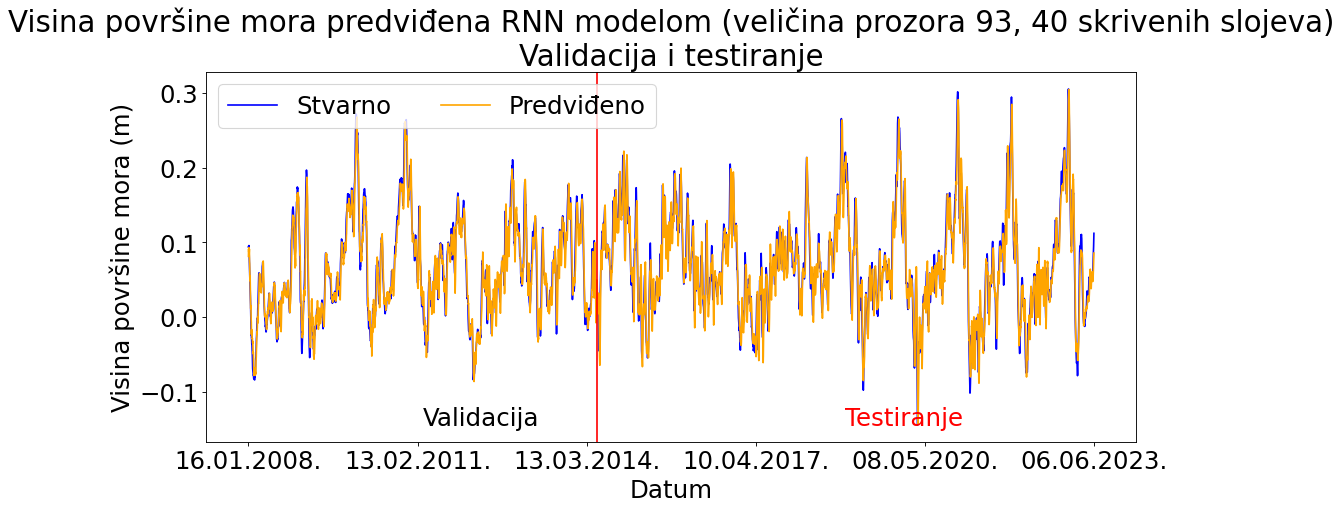 Visina površine mora predviđena RNN modelom (veličina prozora 93, 40 skrivenih slojeva)
Validacija i testiranje
Stvarno Predviđeno
Visina površine mora (m)
0.3
0.2
0.1
0.0
−0.1
Validacija Testiranje
16.01.2008. 13.02.2011. 13.03.2014. 10.04.2017. 08.05.2020. 06.06.2023.
Datum